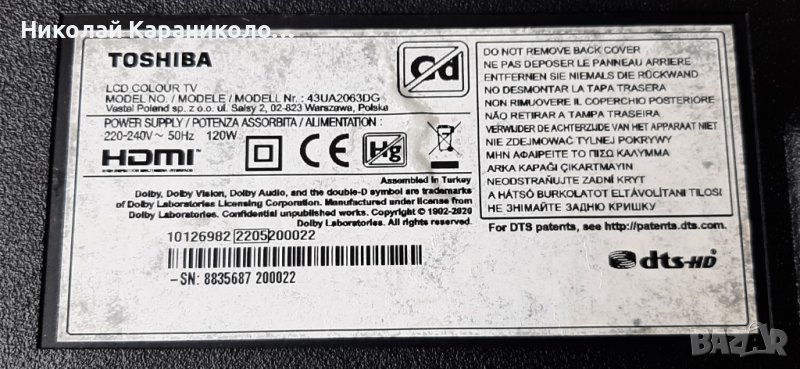 Николай Караниколо...
TOSHIBA
LCD COLOUR TV
MODEL NO. / MODELE / MODELL Nr. : 43UA2063DG
Vestel Poland sp. z o.o. ul. Salsy 2, 02-823 Warszawa, Polska
POWER SUPPLY / POTENZA ASSORBITA / ALIMENTATION :
220-240V~ 50Hz 120W
HDMI
CE
Hg
Cd
Assembled in Turkey
Dolby, Dolby Vision, Dolby Audio, and the double-D symbol are trademarks
of Dolby Laboratories Licensing Corporation. Manufactured under license from
Dolby Laboratories. Confidential unpublished works. Copyright © 1992-2020
Dolby Laboratories. All rights reserved.
10126982 2205 200022
-SN: 8835687 200022
DO NOT REMOVE BACK COVER
NE PAS DEPOSER LE PANNEAU ARRIERE
ENTFERNEN SIE NIEMALS DIE RÜCKWAND
NO DESMONTAR LA TAPA TRASERA
NON RIMUOVERE IL COPERCHIO POSTERIORE
NÃO RETIRAR A TAMPA TRASEIRA
VERWIJDER DE ACHTERZIJDE VAN HET APPARAAT NIET
NIE ZDEJMOWAĆ TYLNEJ POKRYWY
ΜΗΝ ΑΦΑΙΡΕΙΤΕ ΤΟ ΠΙΣΩ ΚΑΛΥΜΜΑ
ARKA KAPAĞI ÇIKARTMAYIN
NEODSTRAŇUJTE ZADNÍ KRYT
A HÁTSÓ BURKOLATOT ELTÁVOLÍTANI TILOS!
НЕ ЗНІМАЙТЕ ЗАДНЮ КРИШКУ
For DTS patents, see http://patents.dts.com.
dts-HD
BAZAR